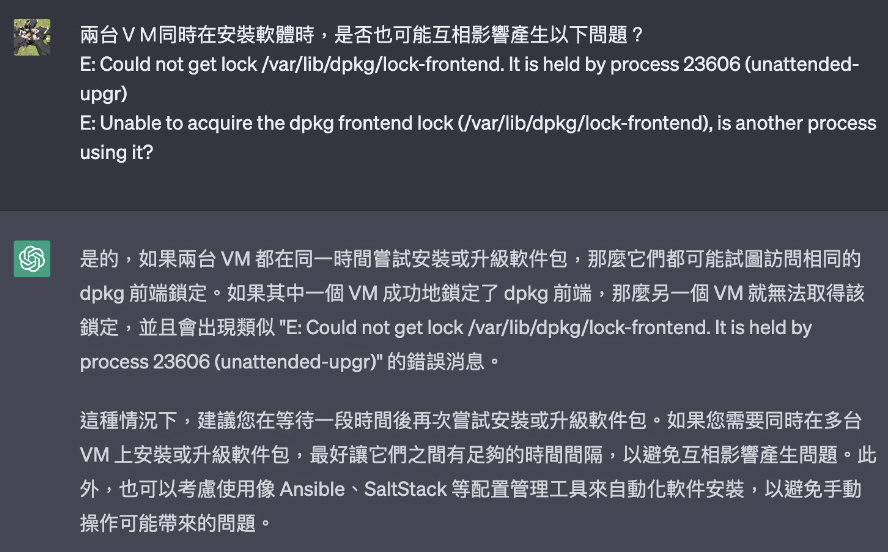 兩台ＶＭ同時在安裝軟體時，是否也可能互相影響產生以下問題？
E: Could not get lock /var/lib/dpkg/lock-frontend. It is held by process 23606 (unattended-
upgr)
E: Unable to acquire the dpkg frontend lock (/var/lib/dpkg/lock-frontend), is another process
using it?
是的，如果兩台 VM 都在同一時間嘗試安裝或升級軟件包，那麼它們都可能試圖訪問相同的
dpkg 前端鎖定。如果其中一個 VM 成功地鎖定了 dpkg 前端，那麼另一個 VM 就無法取得該
鎖定，並且會出現類似 "E: Could not get lock /var/lib/dpkg/lock-frontend. It is held by
process 23606 (unattended-upgr)" 的錯誤消息。
這種情況下，建議您在等待一段時間後再次嘗試安裝或升級軟件包。如果您需要同時在多台
VM 上安裝或升級軟件包，最好讓它們之間有足夠的時間間隔，以避免互相影響產生問題。此
外，也可以考慮使用像 Ansible、SaltStack 等配置管理工具來自動化軟件安裝，以避免手動
操作可能帶來的問題。